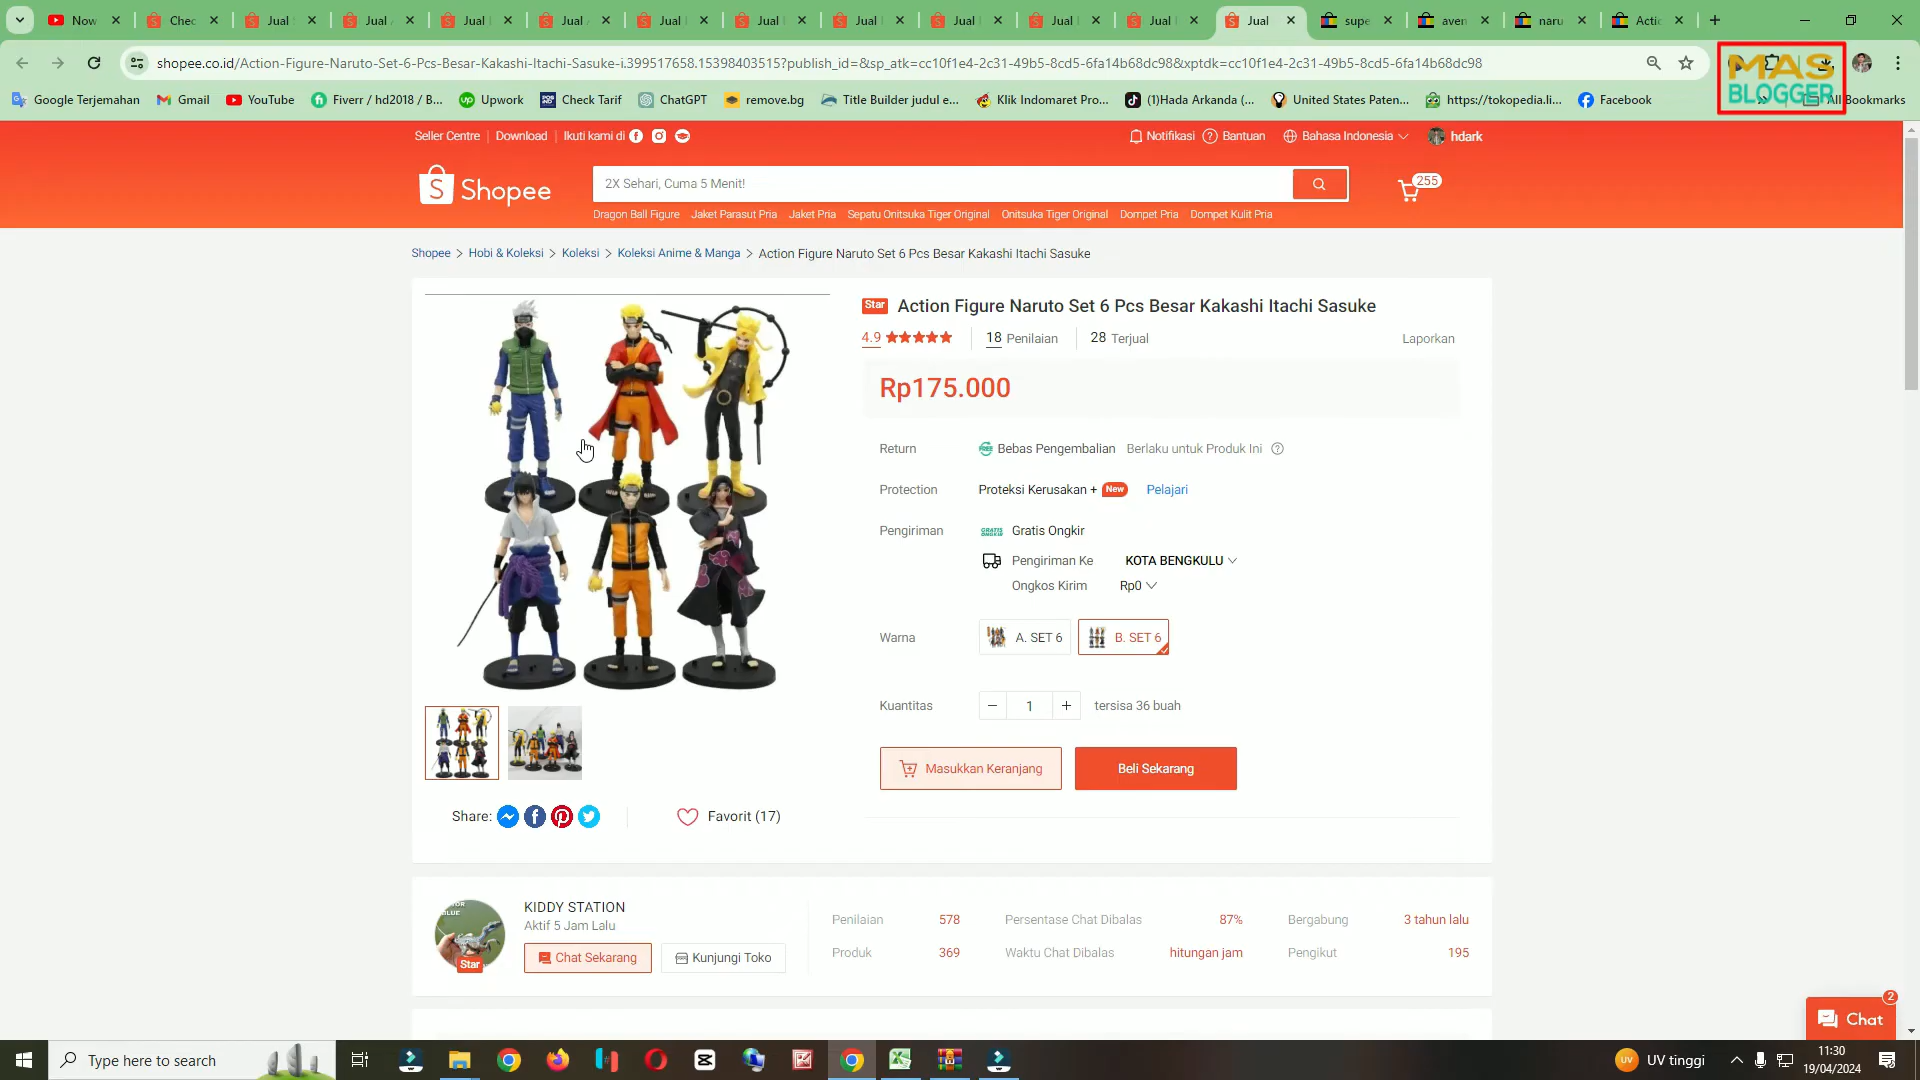 Now
Chec
Jual
Jual
Jual
Jual
Jual
Jual
Jual
Jual
Jual
Jual
Jual
supe
aven
naru
Actio
shopee.co.id/Action-Figure-Naruto-Set-6-Pcs-Besar-Kakashi-Itachi-Sasuke-i.399517658.15398403515?publish_id=&sp_atk=cc10f1e4-2c31-49b5-8cd5-6fa14b68dc98&xptdk=cc10f1e4-2c31-49b5-8cd5-6fa14b68dc98
MAS
BLOGGER
Google Terjemahan
Gmail
YouTube
Fiverr / hd2018 / B...
Upwork
Check Tarif
ChatGPT
remove.bg
Title Builder judul e...
Klik Indomaret Pro...
(1)Hada Arkanda (...
United States Paten...
https://tokopedia.li...
Facebook
All Bookmarks
Seller Centre
Download
Ikuti kami di
Notifikasi
Bantuan
Bahasa Indonesia
hdark
Shopee
2X Sehari, Cuma 5 Menit!
255
Dragon Ball Figure
Jaket Parasut Pria
Jaket Pria
Sepatu Onitsuka Tiger Original
Onitsuka Tiger Original
Dompet Pria
Dompet Kulit Pria
Shopee > Hobi & Koleksi > Koleksi > Koleksi Anime & Manga > Action Figure Naruto Set 6 Pcs Besar Kakashi Itachi Sasuke
Star Action Figure Naruto Set 6 Pcs Besar Kakashi Itachi Sasuke
4.9
18 Penilaian
28 Terjual
Laporkan
Rp175.000
Return
Bebas Pengembalian
Berlaku untuk Produk Ini
Protection
Proteksi Kerusakan +
New
Pelajari
Pengiriman
GRATIS ONGKIR
Gratis Ongkir
Pengiriman Ke
KOTA BENGKULU
Ongkos Kirim
Rp0
Warna
A. SET 6
B. SET 6
Kuantitas
− 1 +
tersisa 36 buah
Masukkan Keranjang
Beli Sekarang
Share:
Favorit (17)
KIDDY STATION
Aktif 5 Jam Lalu
Star
Chat Sekarang
Kunjungi Toko
Penilaian
578
Persentase Chat Dibalas
87%
Bergabung
3 tahun lalu
Produk
369
Waktu Chat Dibalas
hitungan jam
Pengikut
195
2
Chat
Type here to search
UV tinggi
11:30
19/04/2024